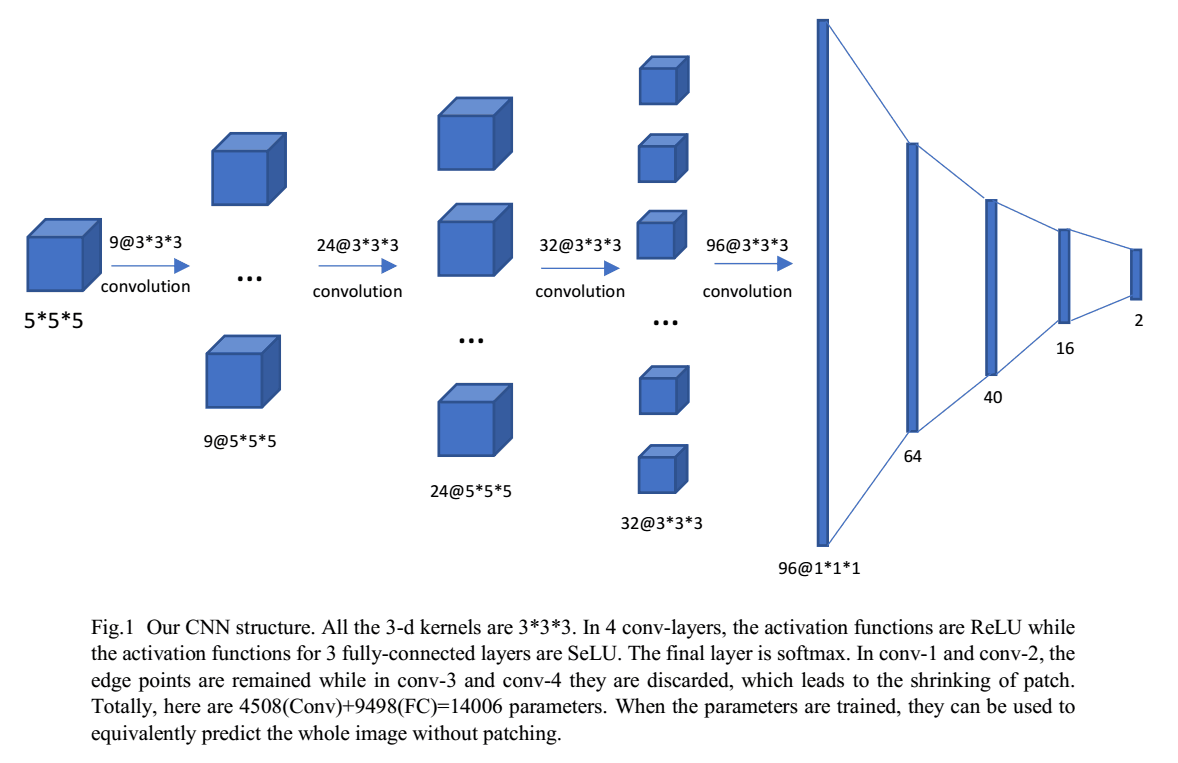 9@3*3*3
convolution
24@3*3*3
convolution
32@3*3*3
convolution
96@3*3*3
convolution
5*5*5
...
...
...
9@5*5*5
24@5*5*5
32@3*3*3
96@1*1*1
64
40
16
2
Fig.1 Our CNN structure. All the 3-d kernels are 3*3*3. In 4 conv-layers, the activation functions are ReLU while
the activation functions for 3 fully-connected layers are SeLU. The final layer is softmax. In conv-1 and conv-2, the
edge points are remained while in conv-3 and conv-4 they are discarded, which leads to the shrinking of patch.
Totally, here are 4508(Conv)+9498(FC)=14006 parameters. When the parameters are trained, they can be used to
equivalently predict the whole image without patching.